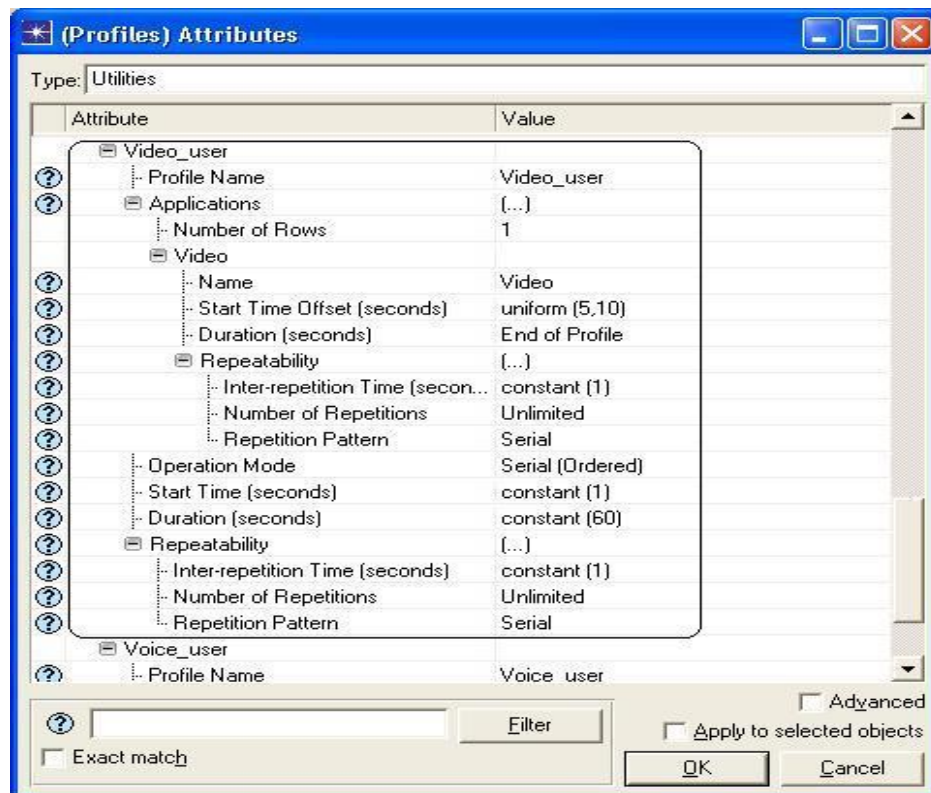 (Profiles) Attributes
Type: Utilities
Attribute Value
Video_user
Profile Name Video_user
Applications (...)
Number of Rows 1
Video
Name Video
Start Time Offset (seconds) uniform (5,10)
Duration (seconds) End of Profile
Repeatability (...)
Inter-repetition Time (secon... constant (1)
Number of Repetitions Unlimited
Repetition Pattern Serial
Operation Mode Serial (Ordered)
Start Time (seconds) constant (1)
Duration (seconds) constant (60)
Repeatability (...)
Inter-repetition Time (seconds) constant (1)
Number of Repetitions Unlimited
Repetition Pattern Serial
Voice_user
Profile Name Voice_user
Advanced
Filter
Apply to selected objects
Exact match
OK Cancel